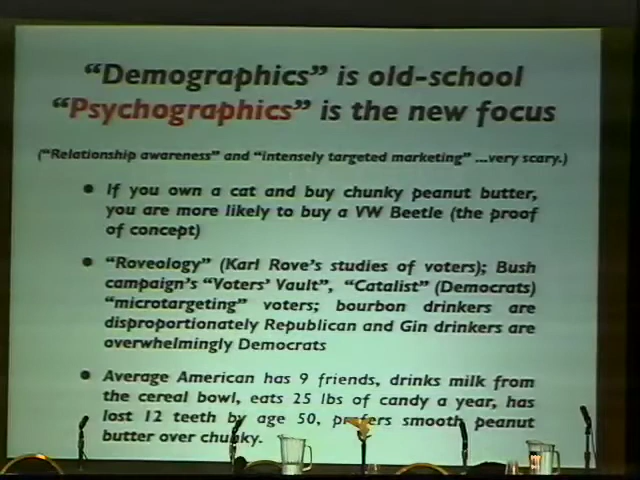 “Demographics” is old-school
“Psychographics” is the new focus
(“Relationship awareness” and “intensely targeted marketing” ...very scary.)
● If you own a cat and buy chunky peanut butter,
you are more likely to buy a VW Beetle (the proof
of concept)
● “Roveology” (Karl Rove’s studies of voters); Bush
campaign’s “Voters’ Vault”, “Catalist” (Democrats)
“microtargeting” voters; bourbon drinkers are
disproportionately Republican and Gin drinkers are
overwhelmingly Democrats
● Average American has 9 friends, drinks milk from
the cereal bowl, eats 25 lbs of candy a year, has
lost 12 teeth by age 50, prefers smooth peanut
butter over chunky.